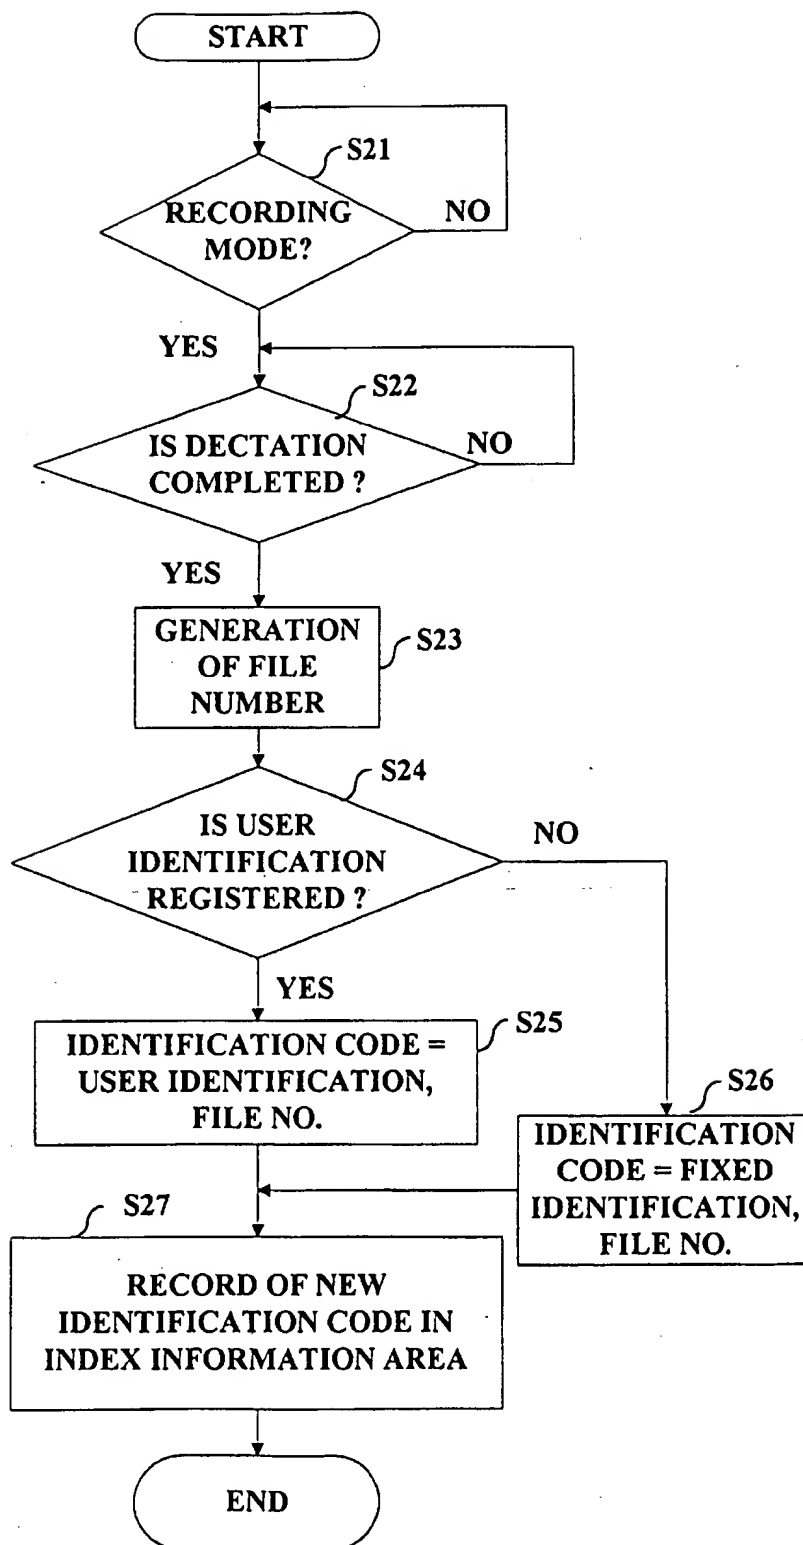 START
S21
RECORDING
MODE?
NO
YES
S22
IS DECTATION
COMPLETED ?
NO
YES
GENERATION
OF FILE
NUMBER
S23
S24
IS USER
IDENTIFICATION
REGISTERED ?
NO
YES
S25
IDENTIFICATION CODE =
USER IDENTIFICATION,
FILE NO.
S26
IDENTIFICATION
CODE = FIXED
IDENTIFICATION,
FILE NO.
S27
RECORD OF NEW
IDENTIFICATION CODE IN
INDEX INFORMATION AREA
END